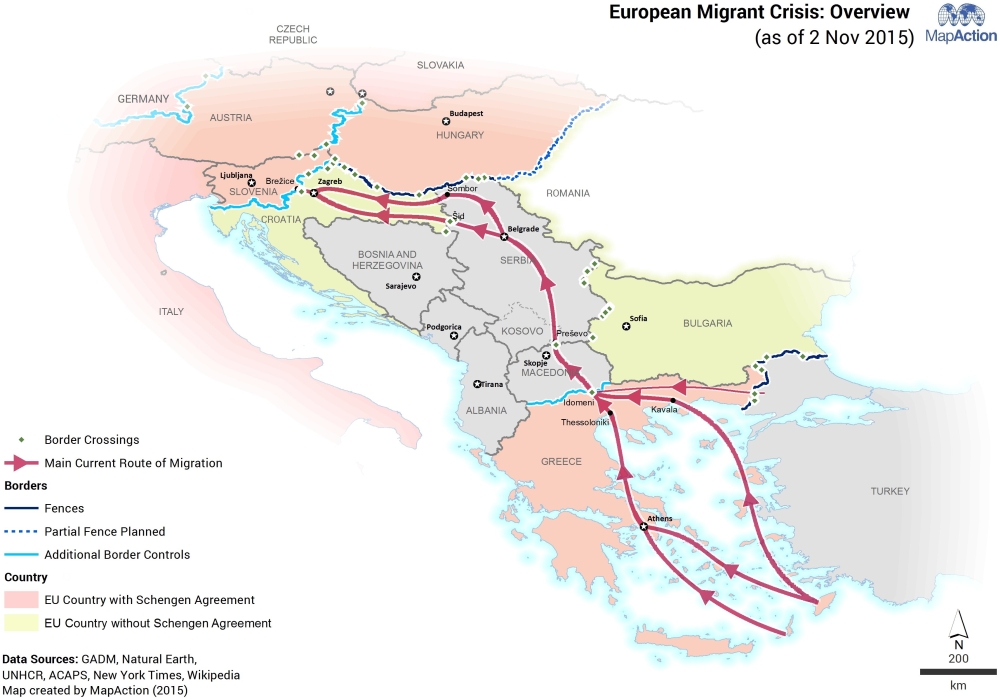 European Migrant Crisis: Overview
(as of 2 Nov 2015)
MapAction
CZECH
REPUBLIC
SLOVAKIA
GERMANY
AUSTRIA
Budapest
HUNGARY
Ljubljana
SLOVENIA
Brežice
Zagreb
Sombor
ROMANIA
CROATIA
Šid
Belgrade
BOSNIA AND
HERZEGOVINA
SERBIA
Sarajevo
ITALY
Podgorica
KOSOVO
Preševo
Sofia
BULGARIA
Skopje
MACEDONIA
Tirana
ALBANIA
Idomeni
Kavala
Thessoloniki
GREECE
TURKEY
Athens
Border Crossings
Main Current Route of Migration
Borders
Fences
Partial Fence Planned
Additional Border Controls
Country
EU Country with Schengen Agreement
EU Country without Schengen Agreement
Data Sources: GADM, Natural Earth,
UNHCR, ACAPS, New York Times, Wikipedia
Map created by MapAction (2015)
N
200
km